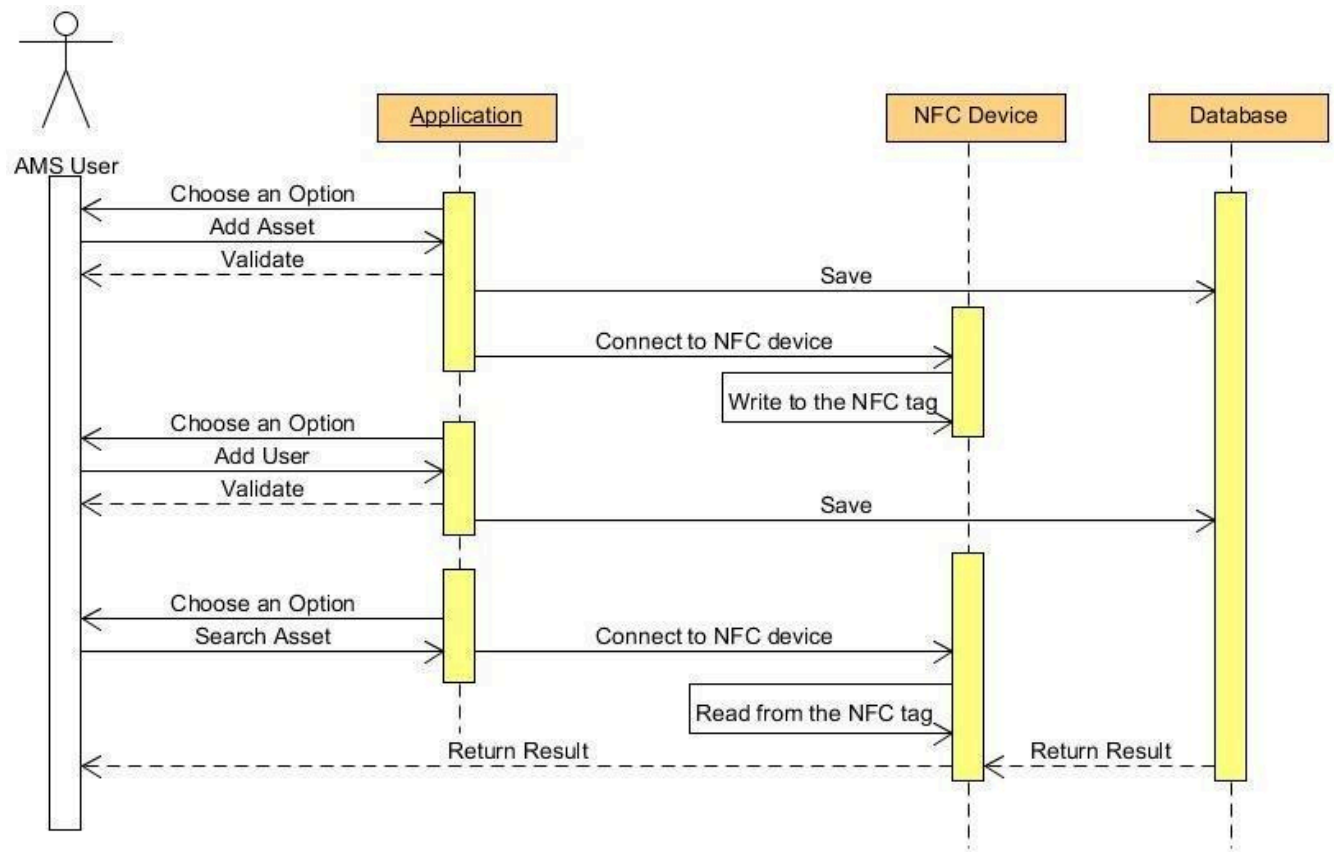 Application
NFC Device
Database
AMS User
Choose an Option
Add Asset
Validate
Save
Connect to NFC device
Write to the NFC tag
Choose an Option
Add User
Validate
Save
Choose an Option
Search Asset
Connect to NFC device
Read from the NFC tag
Return Result
Return Result